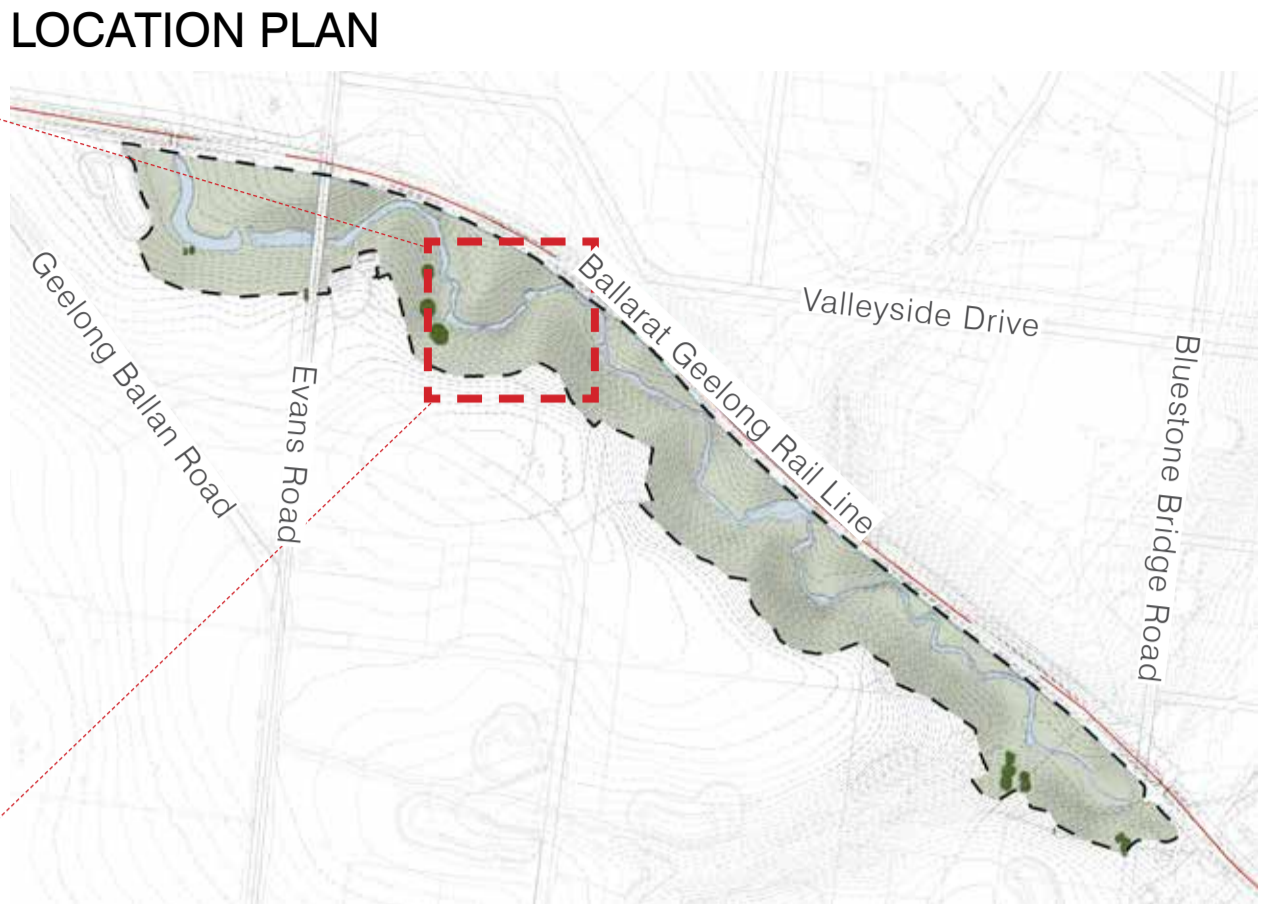 LOCATION PLAN
Geelong Ballan Road
Evans Road
Ballarat Geelong Rail Line
Valleyside Drive
Bluestone Bridge Road